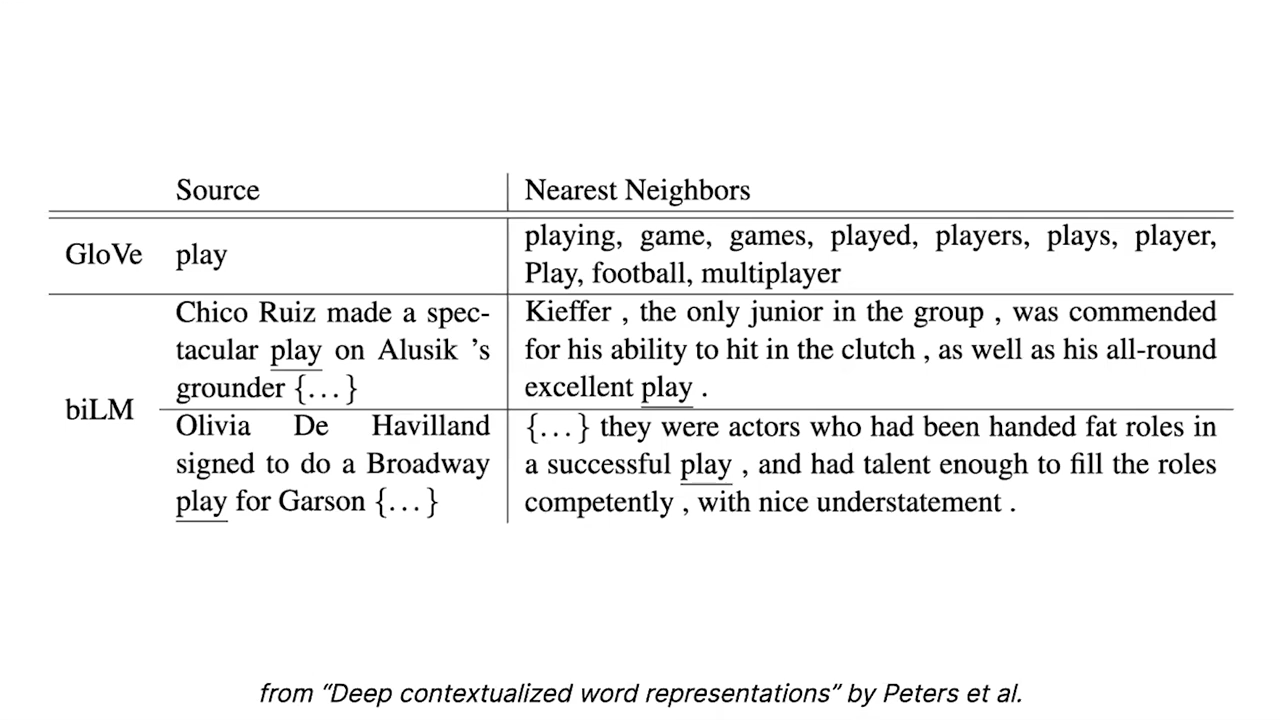 Source Nearest Neighbors
GloVe play playing, game, games, played, players, plays, player,
Play, football, multiplayer
biLM
Chico Ruiz made a spec-
tacular play on Alusik 's
grounder {...}
Kieffer , the only junior in the group , was commended
for his ability to hit in the clutch , as well as his all-round
excellent play .
Olivia De Havilland
signed to do a Broadway
play for Garson {...}
{...} they were actors who had been handed fat roles in
a successful play , and had talent enough to fill the roles
competently , with nice understatement .
from “Deep contextualized word representations” by Peters et al.